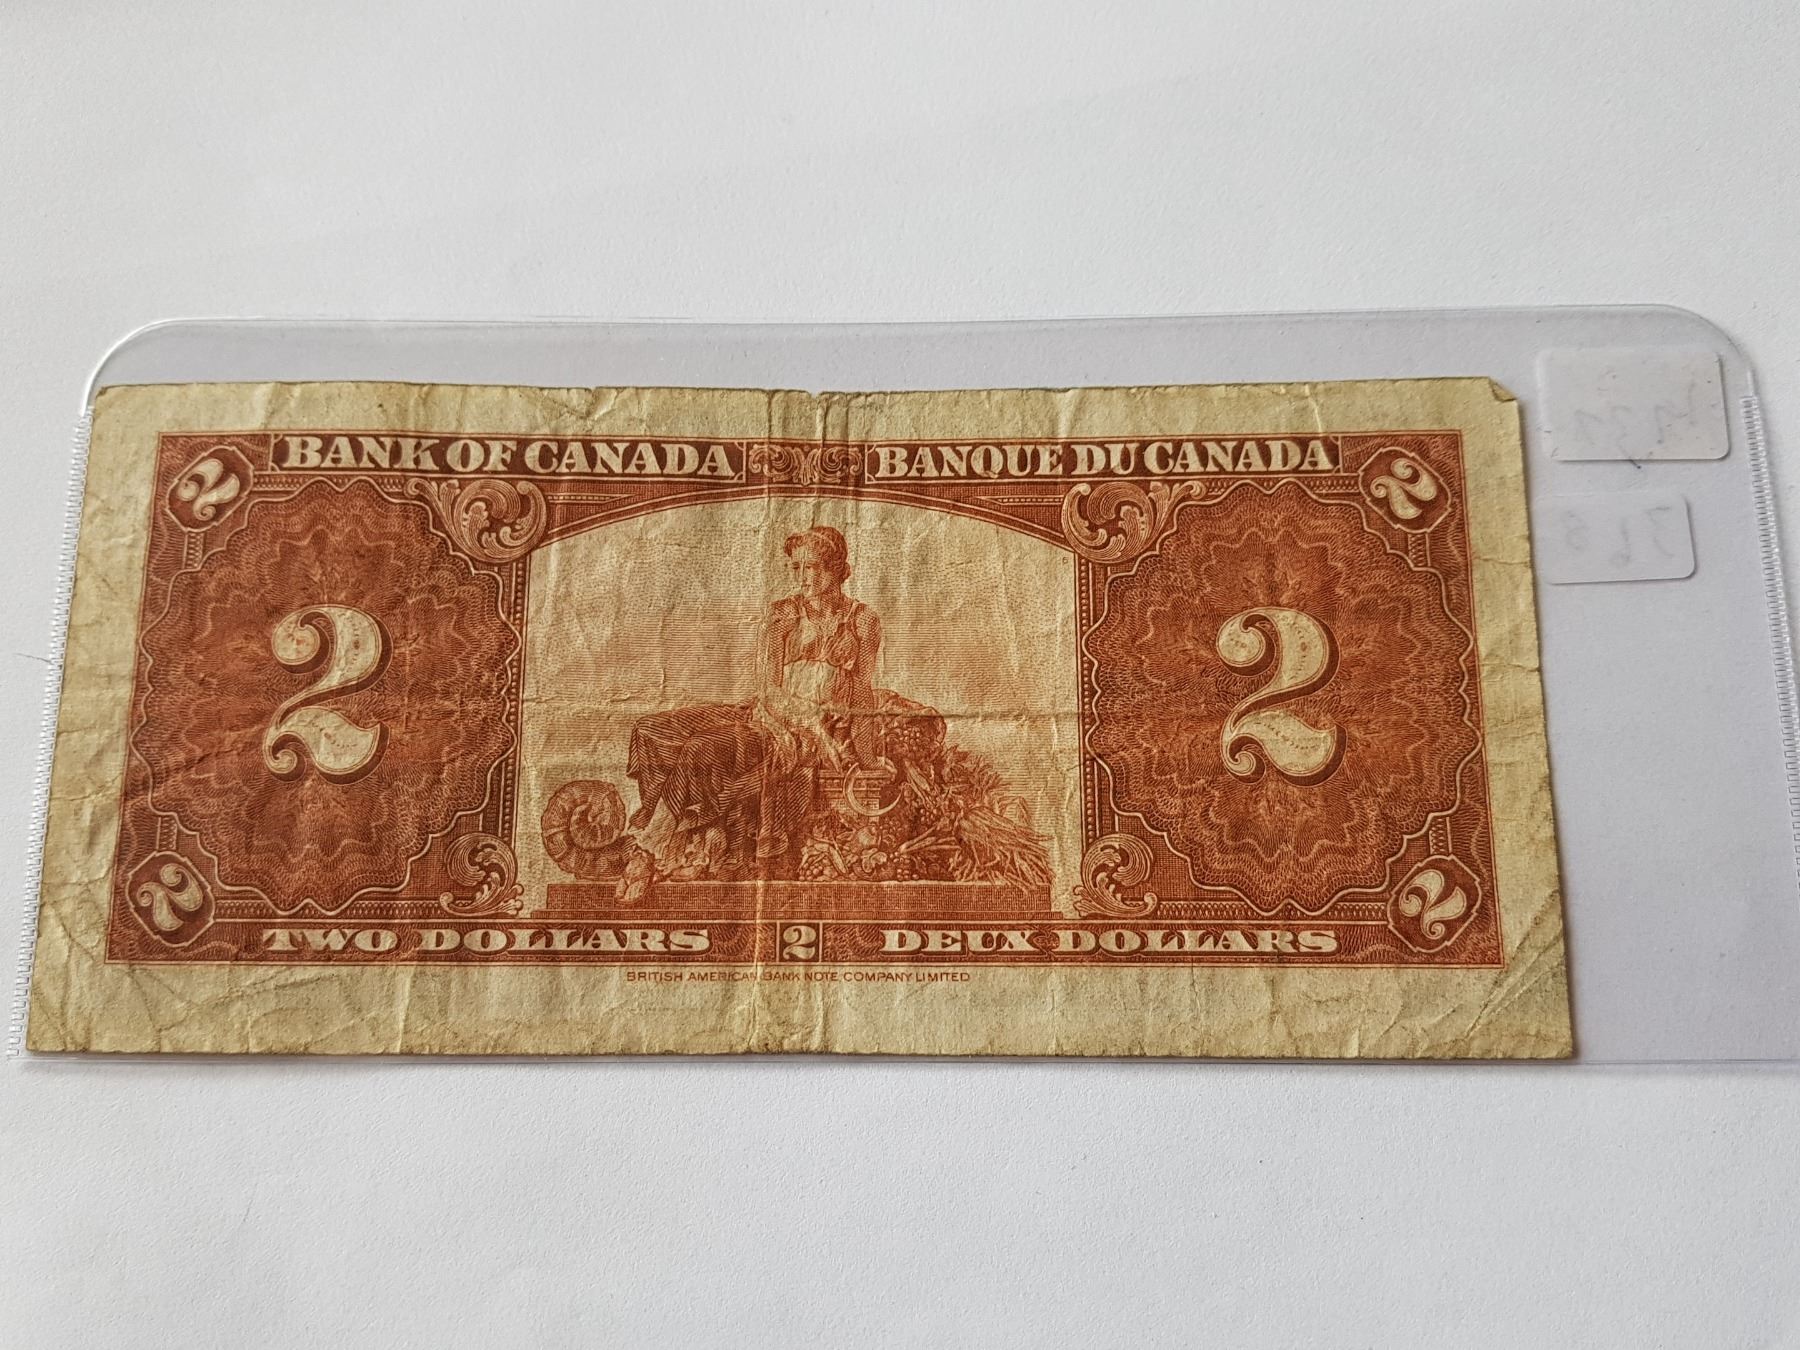 BANK OF CANADA BANQUE DU CANADA
2 2
2 2
2 2
TWO DOLLARS 2 DEUX DOLLARS
BRITISH AMERICAN BANK NOTE COMPANY LIMITED